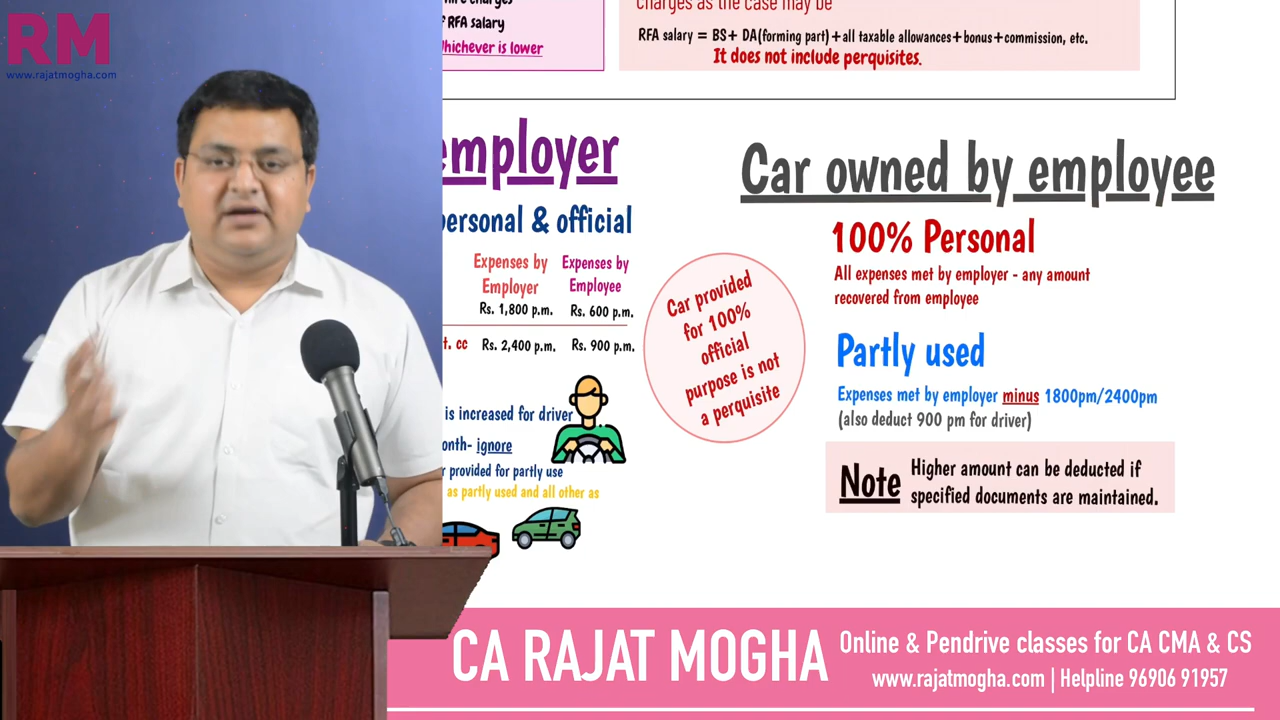 RM
www.rajatmogha.com
RFA salary
Whichever is lower
charges as the case may be
RFA salary = BS+ DA(forming part)+all taxable allowances+bonus+commission, etc.
It does not include perquisites.
employer
personal & official
Expenses by
Employer
Expenses by
Employee
Rs. 1,800 p.m.
Rs. 600 p.m.
cc
Rs. 2,400 p.m.
Rs. 900 p.m.
is increased for driver
ignore
provided for partly use
as partly used and all other as
Car provided
for 100%
official
purpose is not
a perquisite
Car owned by employee
100% Personal
All expenses met by employer - any amount
recovered from employee
Partly used
Expenses met by employer minus 1800pm/2400pm
(also deduct 900 pm for driver)
Note
Higher amount can be deducted if
specified documents are maintained.
CA RAJAT MOGHA
Online & Pendrive classes for CA CMA & CS
www.rajatmogha.com | Helpline 96906 91957